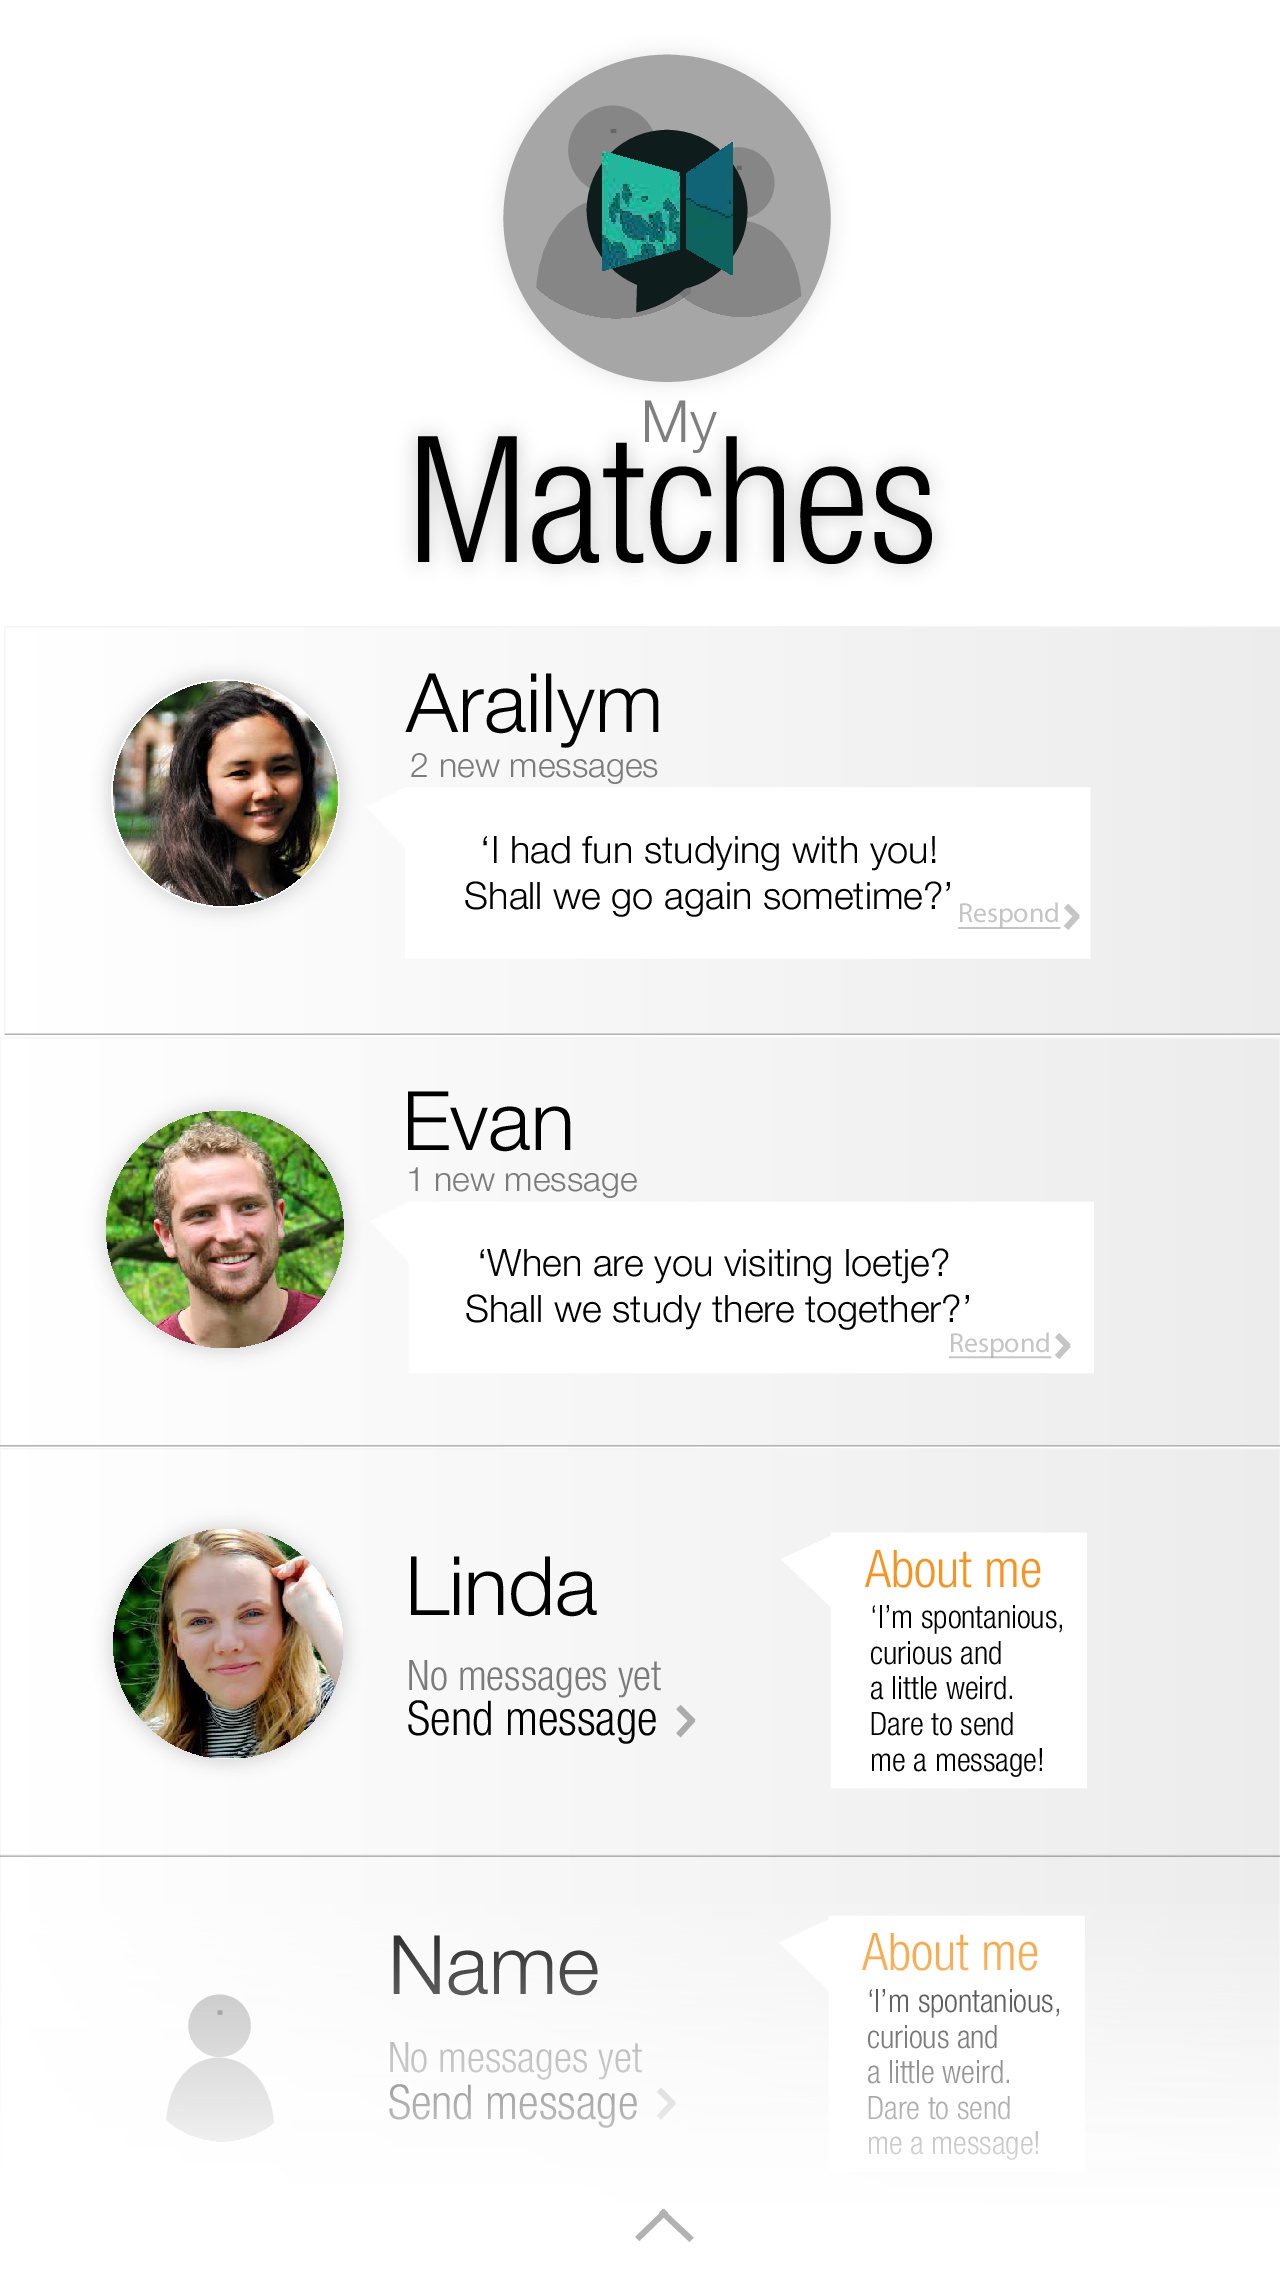 My
Matches
Arailym
2 new messages
‘I had fun studying with you!
Shall we go again sometime?’
Respond
Evan
1 new message
‘When are you visiting loetje?
Shall we study there together?’
Respond
Linda
No messages yet
Send message
About me
‘I’m spontanious,
curious and
a little weird.
Dare to send
me a message!
Name
No messages yet
Send message
About me
‘I’m spontanious,
curious and
a little weird.
Dare to send
me a message!